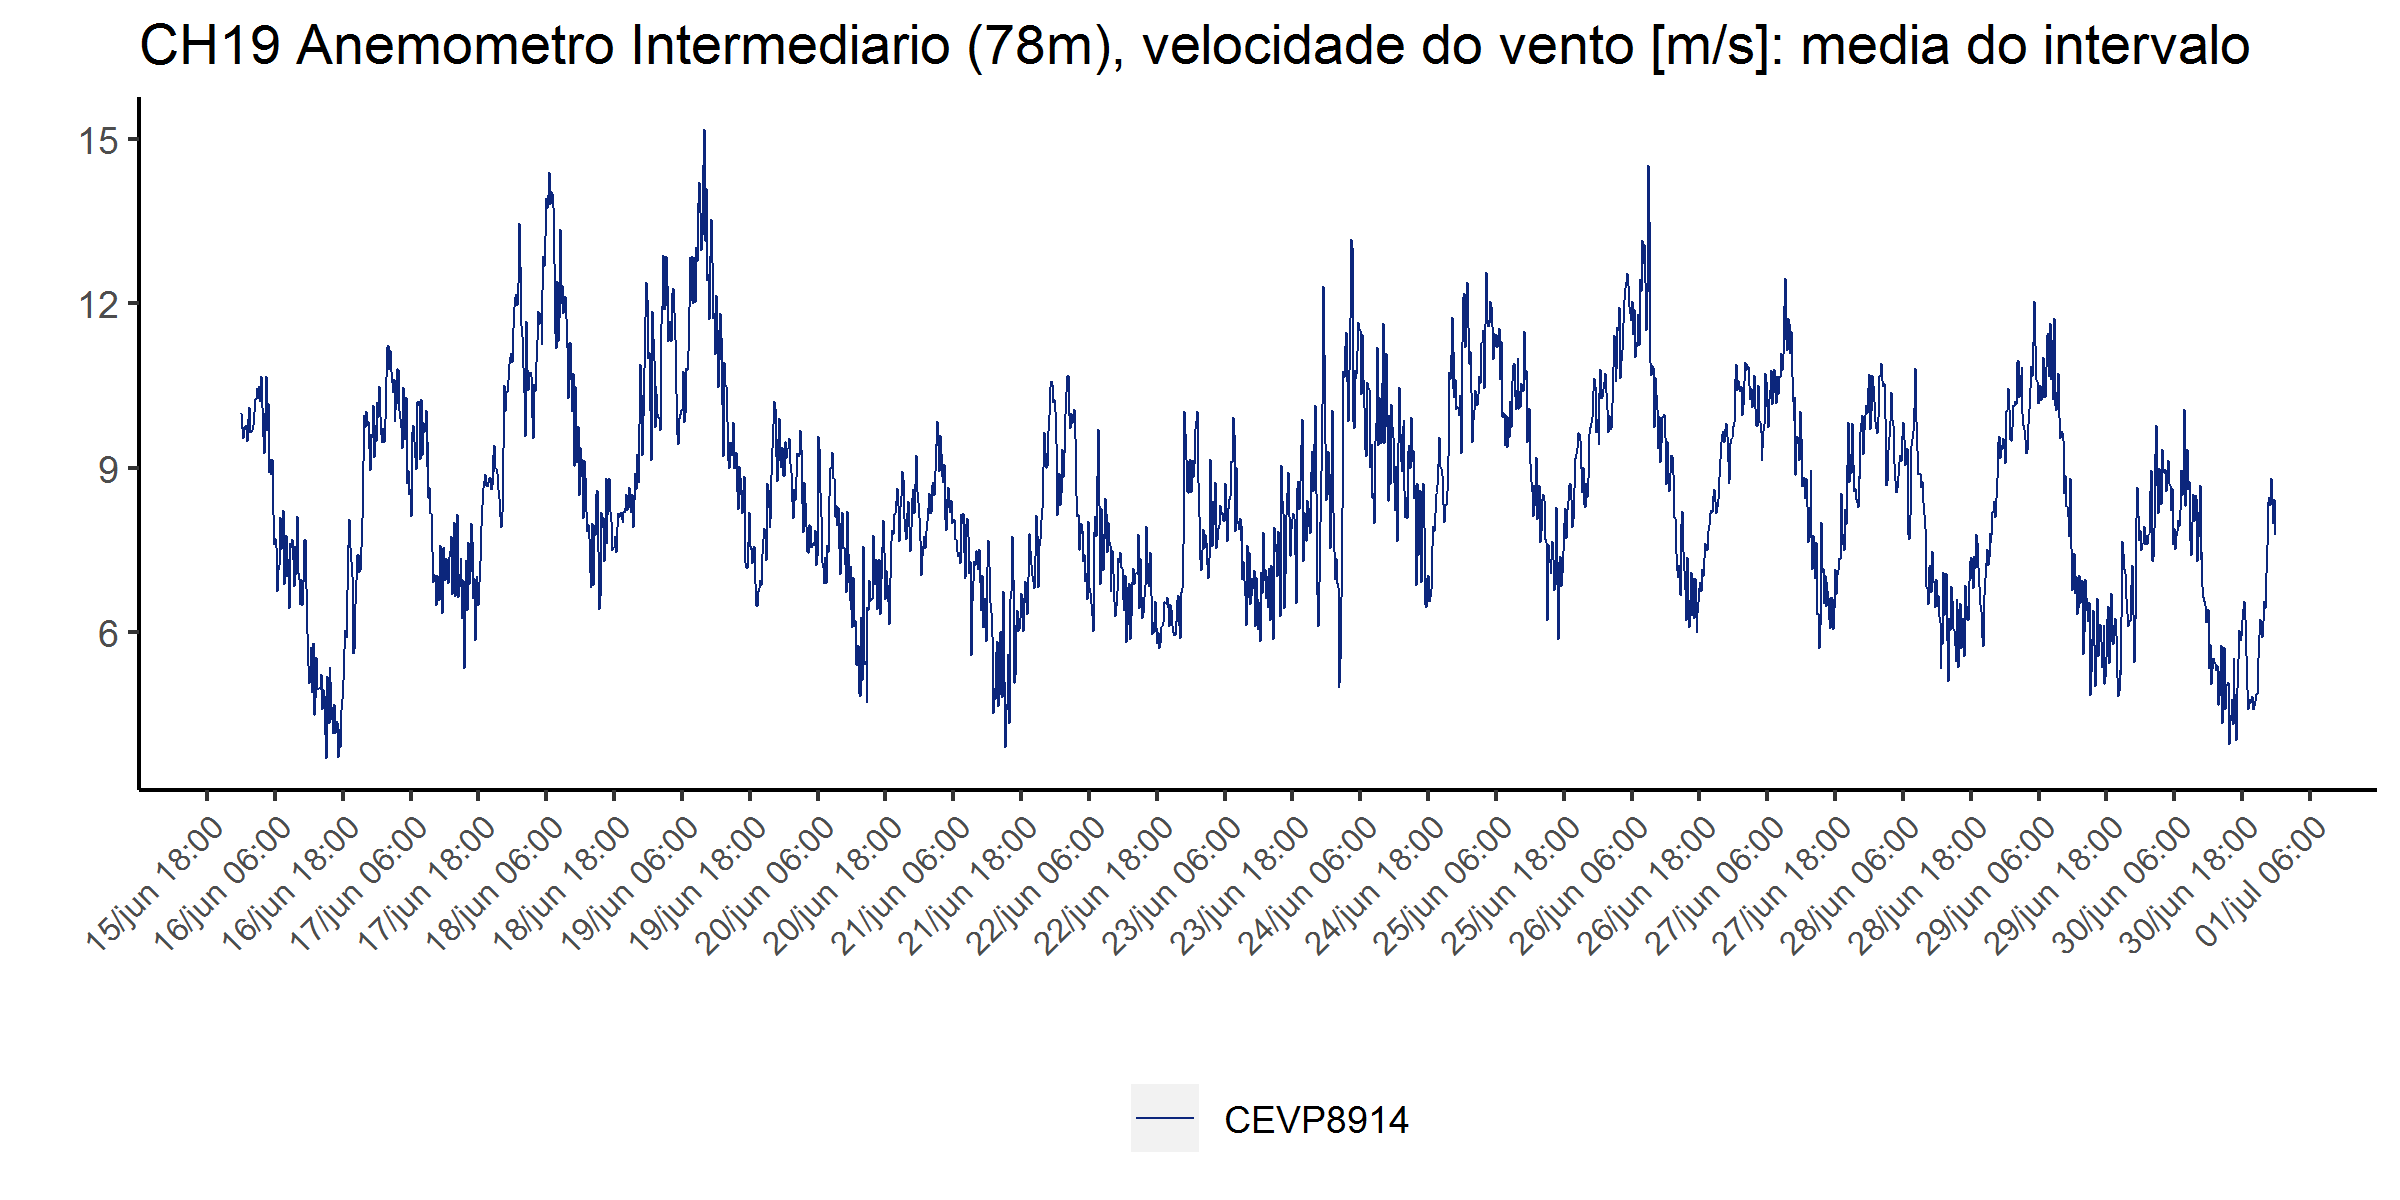 CH19 Anemometro Intermediario (78m), velocidade do vento [m/s]: media do intervalo
15
12
9
6
15/jun 18:00
16/jun 06:00
16/jun 18:00
17/jun 06:00
17/jun 18:00
18/jun 06:00
18/jun 18:00
19/jun 06:00
19/jun 18:00
20/jun 06:00
20/jun 18:00
21/jun 06:00
21/jun 18:00
22/jun 06:00
22/jun 18:00
23/jun 06:00
23/jun 18:00
24/jun 06:00
24/jun 18:00
25/jun 06:00
25/jun 18:00
26/jun 06:00
26/jun 18:00
27/jun 06:00
27/jun 18:00
28/jun 06:00
28/jun 18:00
29/jun 06:00
29/jun 18:00
30/jun 06:00
30/jun 18:00
01/jul 06:00
CEVP8914